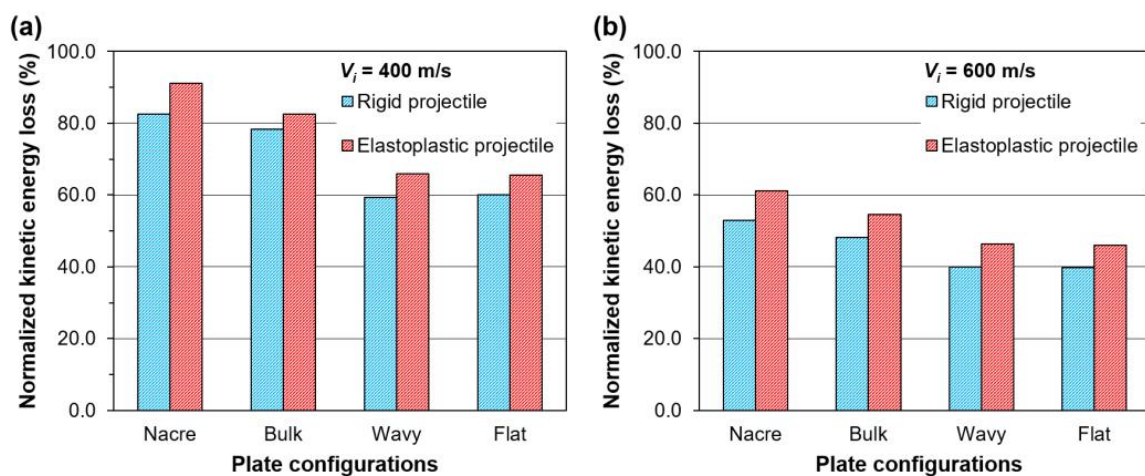 (a)
Normalized kinetic energy loss (%)
100.0
80.0
60.0
40.0
20.0
0.0
V_i = 400 m/s
Rigid projectile
Elastoplastic projectile
Nacre Bulk Wavy Flat
Plate configurations
(b)
Normalized kinetic energy loss (%)
100.0
80.0
60.0
40.0
20.0
0.0
V_i = 600 m/s
Rigid projectile
Elastoplastic projectile
Nacre Bulk Wavy Flat
Plate configurations